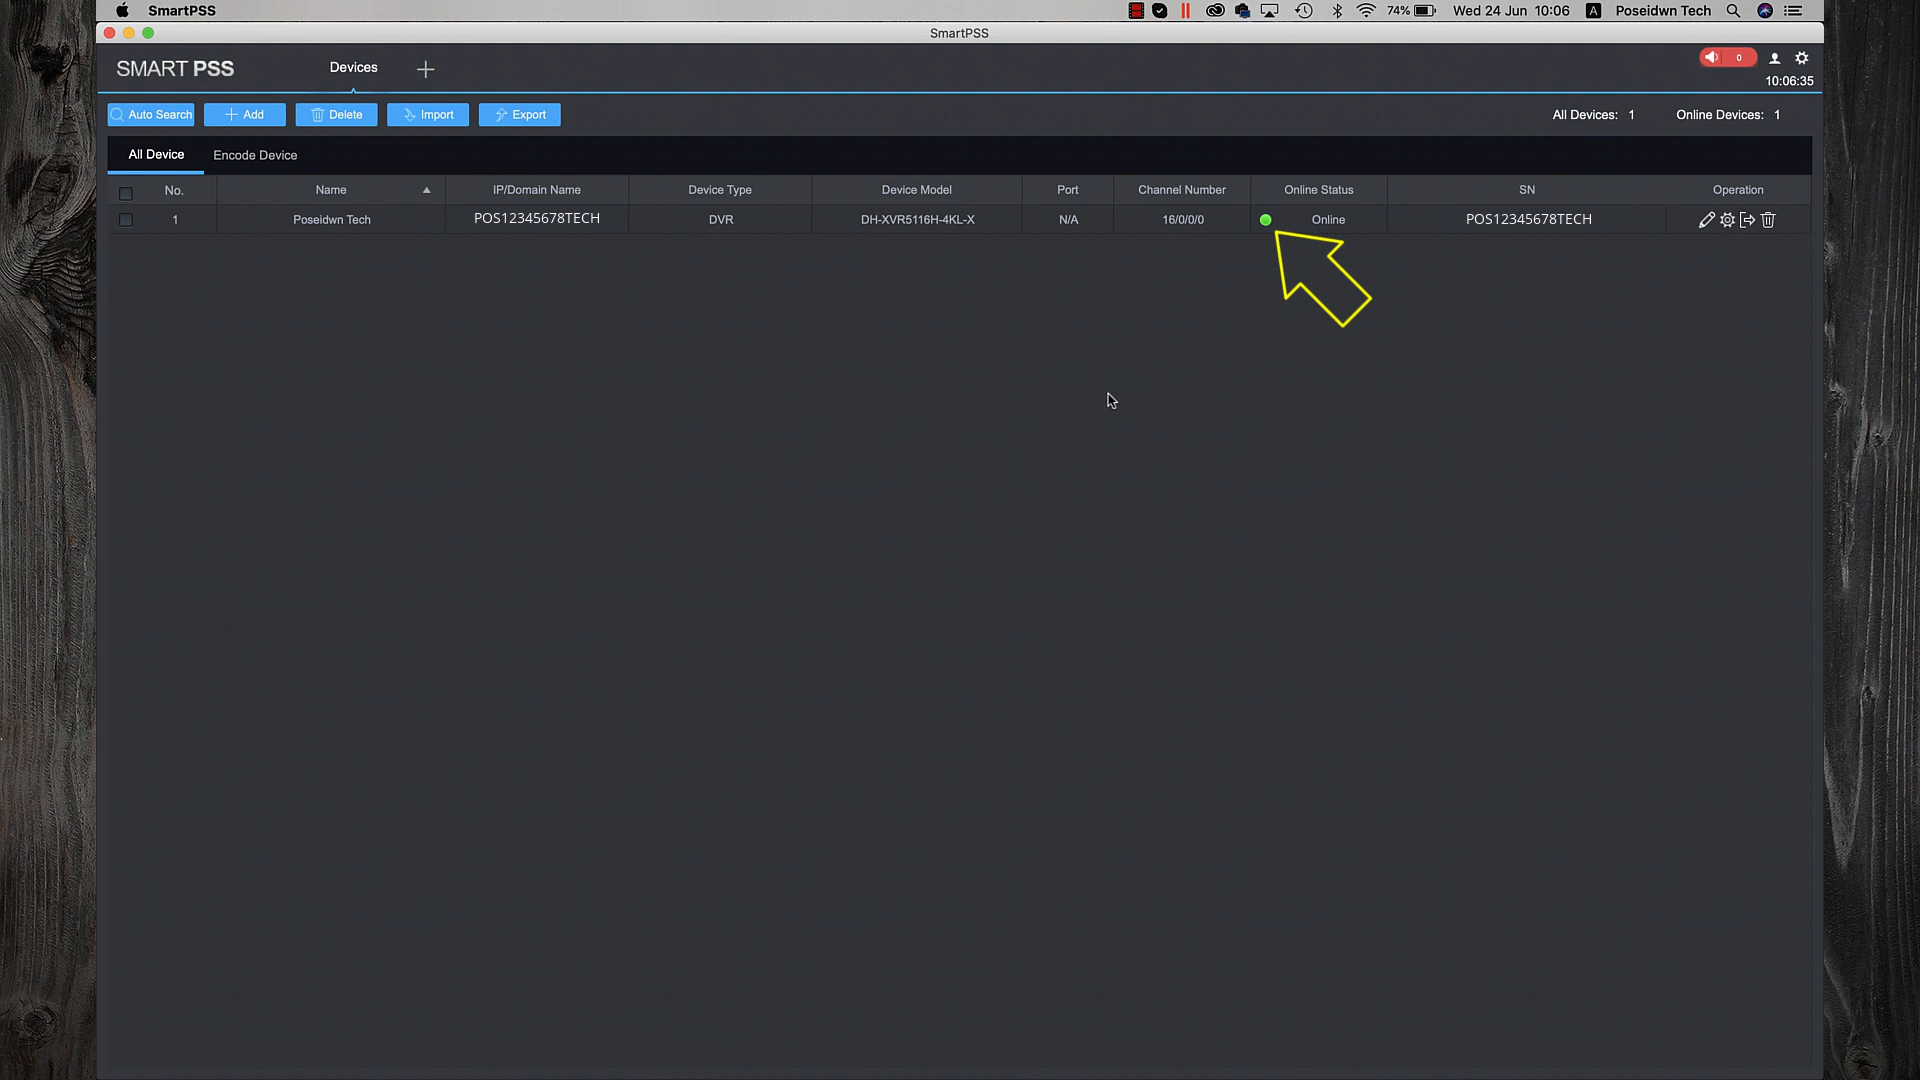 SmartPSS
74%
Wed 24 Jun 10:06
A
Poseidwn Tech
SmartPSS
SMART PSS
Devices
0
10:06:35
Auto Search
Add
Delete
Import
Export
All Devices: 1
Online Devices: 1
All Device
Encode Device
No.
Name
IP/Domain Name
Device Type
Device Model
Port
Channel Number
Online Status
SN
Operation
1
Poseidwn Tech
POS12345678TECH
DVR
DH-XVR5116H-4KL-X
N/A
16/0/0/0
Online
POS12345678TECH